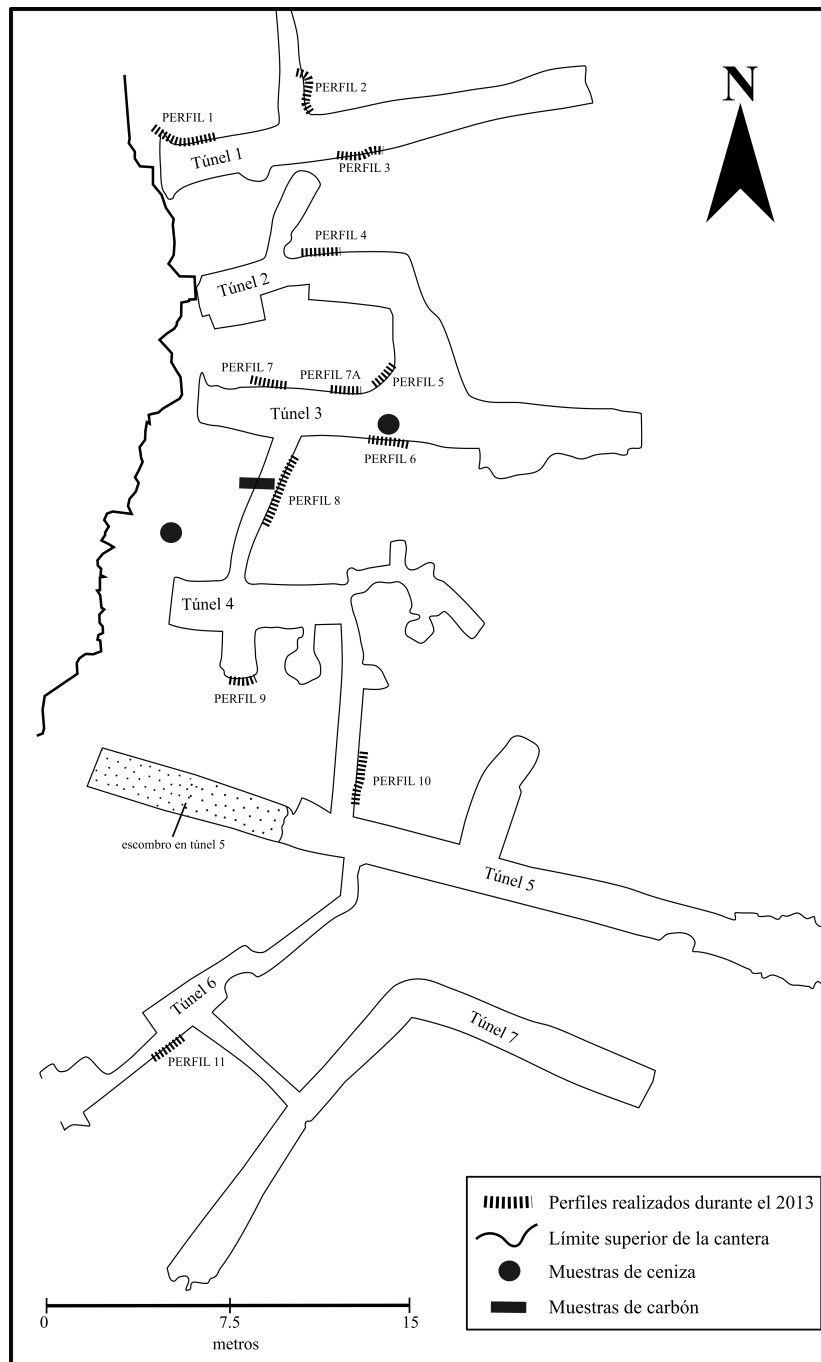 N
PERFIL 2
PERFIL 1
Túnel 1
PERFIL 3
PERFIL 4
Túnel 2
PERFIL 7
PERFIL 7A
PERFIL 5
Túnel 3
PERFIL 6
PERFIL 8
Túnel 4
PERFIL 9
PERFIL 10
escombro en túnel 5
Túnel 5
Túnel 6
Túnel 7
PERFIL 11
Perfiles realizados durante el 2013
Límite superior de la cantera
Muestras de ceniza
Muestras de carbón
0
7.5
15
metros